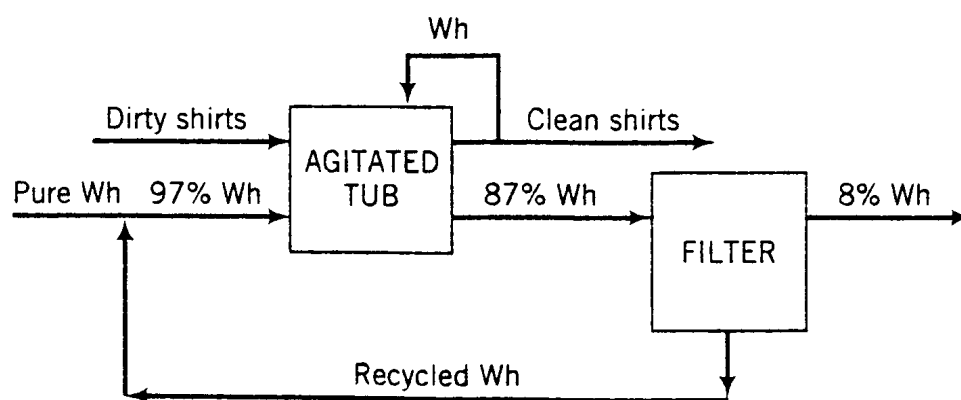 Wh
Dirty shirts
Clean shirts
AGITATED
TUB
Pure Wh
97% Wh
87% Wh
8% Wh
FILTER
Recycled Wh